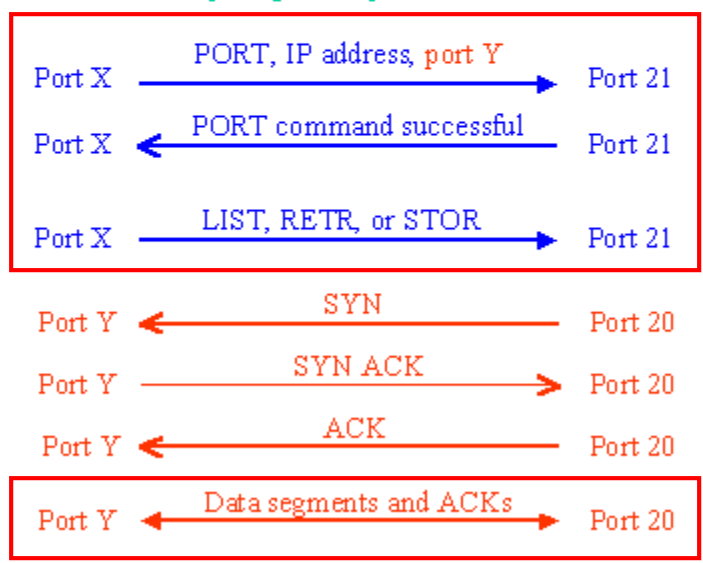 PORT, IP address, port Y
Port X Port 21
PORT command successful
Port X Port 21
LIST, RETR, or STOR
Port X Port 21
SYN
Port Y Port 20
SYN ACK
Port Y Port 20
ACK
Port Y Port 20
Data segments and ACKs
Port Y Port 20